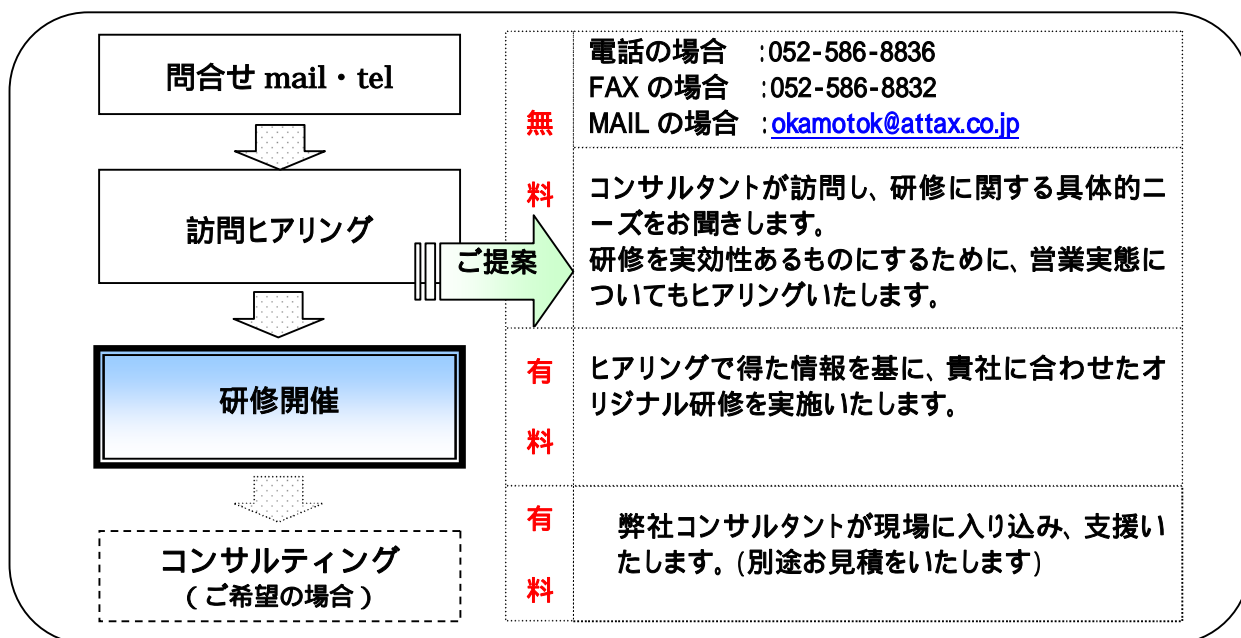 問合せ mail・tel
訪問ヒアリング
ご提案
研修開催
コンサルティング
(ご希望の場合)
無
料
電話の場合 :052-586-8836
FAX の場合 :052-586-8832
MAIL の場合 :okamotok@attax.co.jp
コンサルタントが訪問し、研修に関する具体的ニ
ーズをお聞きします。
研修を実効性あるものにするために、営業実態に
ついてもヒアリングいたします。
有
料
ヒアリングで得た情報を基に、貴社に合わせたオ
リジナル研修を実施いたします。
有
料
弊社コンサルタントが現場に入り込み、支援い
たします。(別途お見積をいたします)